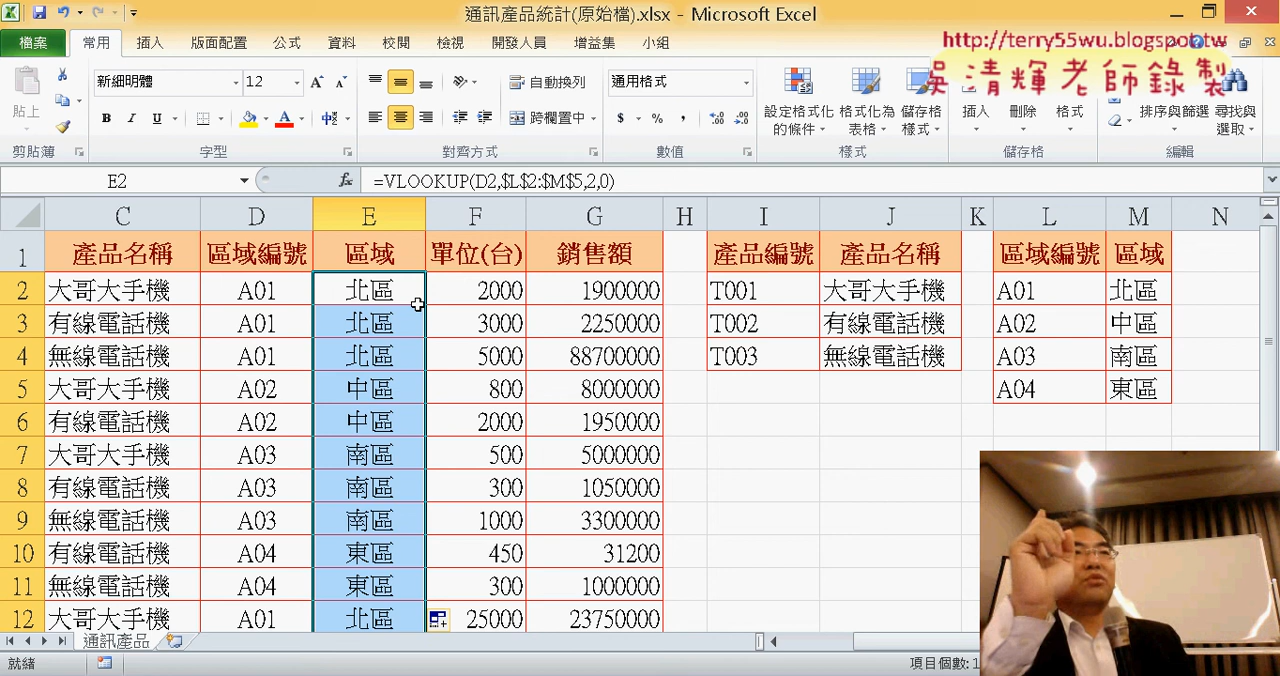 通訊產品統計(原始檔).xlsx - Microsoft Excel
檔案 常用 插入 版面配置 公式 資料 校閱 檢視 開發人員 增益集 小組
http://terry55wu.blogspot.tw
吳清輝老師錄製
貼上 新細明體 12 自動換列 通用格式 設定格式化的條件 格式化為表格 儲存格樣式 插入 刪除 格式 排序與篩選 尋找與選取
B I U A 中 跨欄置中 $ % ,
剪貼簿 字型 對齊方式 數值 樣式 儲存格 編輯
E2 fx =VLOOKUP(D2,$L$2:$M$5,2,0)
C D E F G H I J K L M N
1 產品名稱 區域編號 區域 單位(台) 銷售額 產品編號 產品名稱 區域編號 區域
2 大哥大手機 A01 北區 2000 1900000 T001 大哥大手機 A01 北區
3 有線電話機 A01 北區 3000 2250000 T002 有線電話機 A02 中區
4 無線電話機 A01 北區 5000 88700000 T003 無線電話機 A03 南區
5 大哥大手機 A02 中區 800 8000000 A04 東區
6 有線電話機 A02 中區 2000 1950000
7 大哥大手機 A03 南區 500 5000000
8 有線電話機 A03 南區 300 1050000
9 無線電話機 A03 南區 1000 3300000
10 有線電話機 A04 東區 450 31200
11 無線電話機 A04 東區 300 1000000
12 大哥大手機 A01 北區 25000 23750000
通訊產品
就緒 項目個數: 1